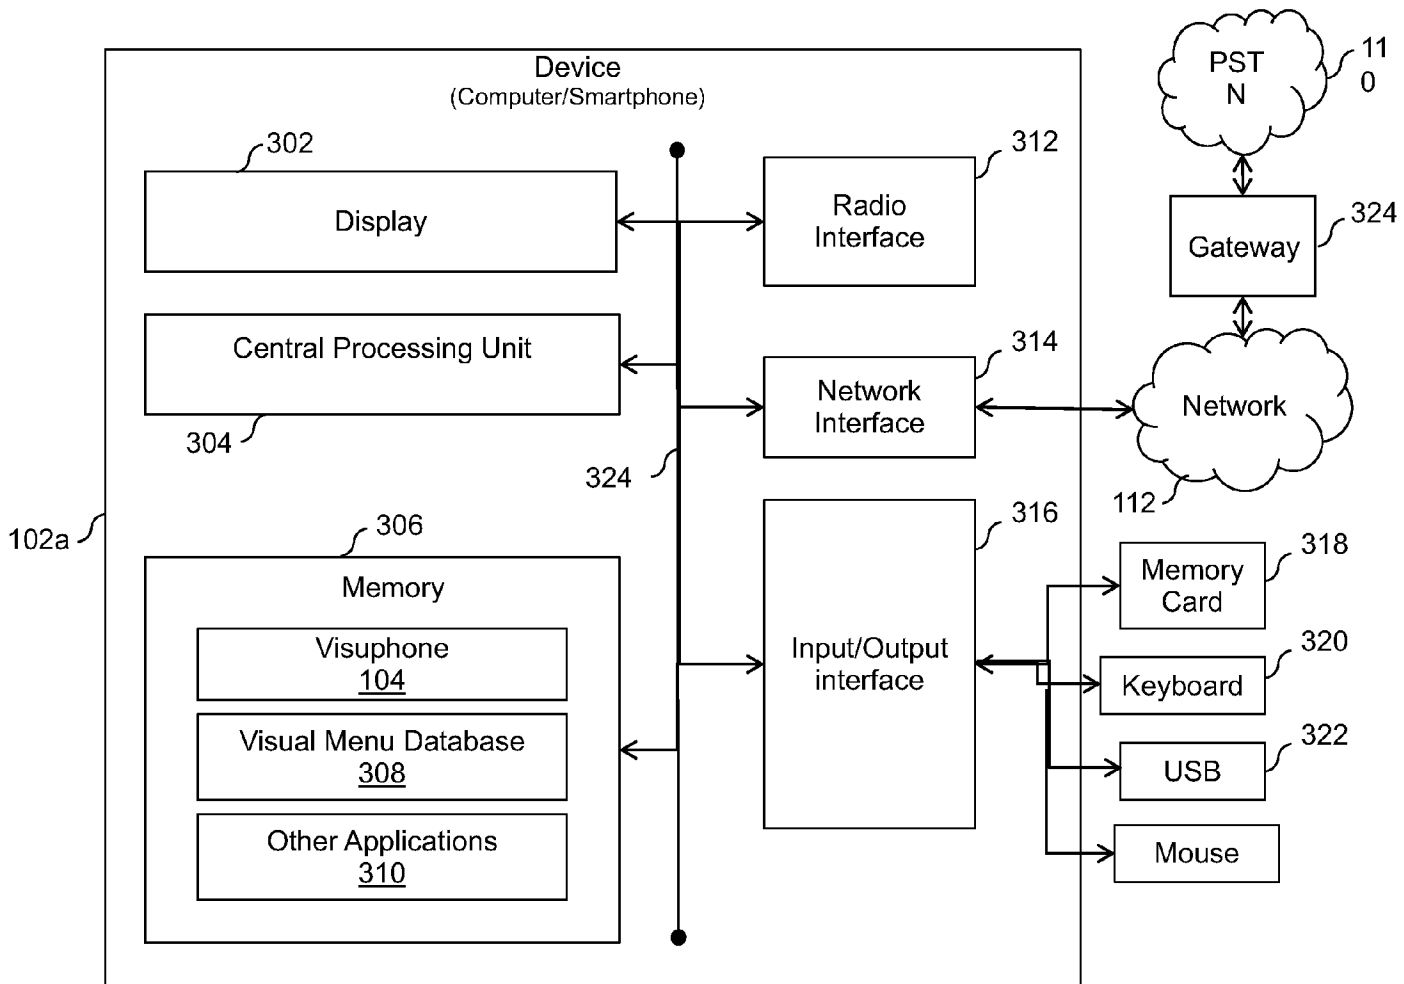 PST
N
11
0
Device
(Computer/Smartphone)
302
Display
312
Radio
Interface
324
Gateway
Central Processing Unit
304
314
Network
Interface
Network
112
324
102a
306
Memory
Visuphone
104
Visual Menu Database
308
Other Applications
310
316
Input/Output
interface
318
Memory
Card
320
Keyboard
322
USB
Mouse